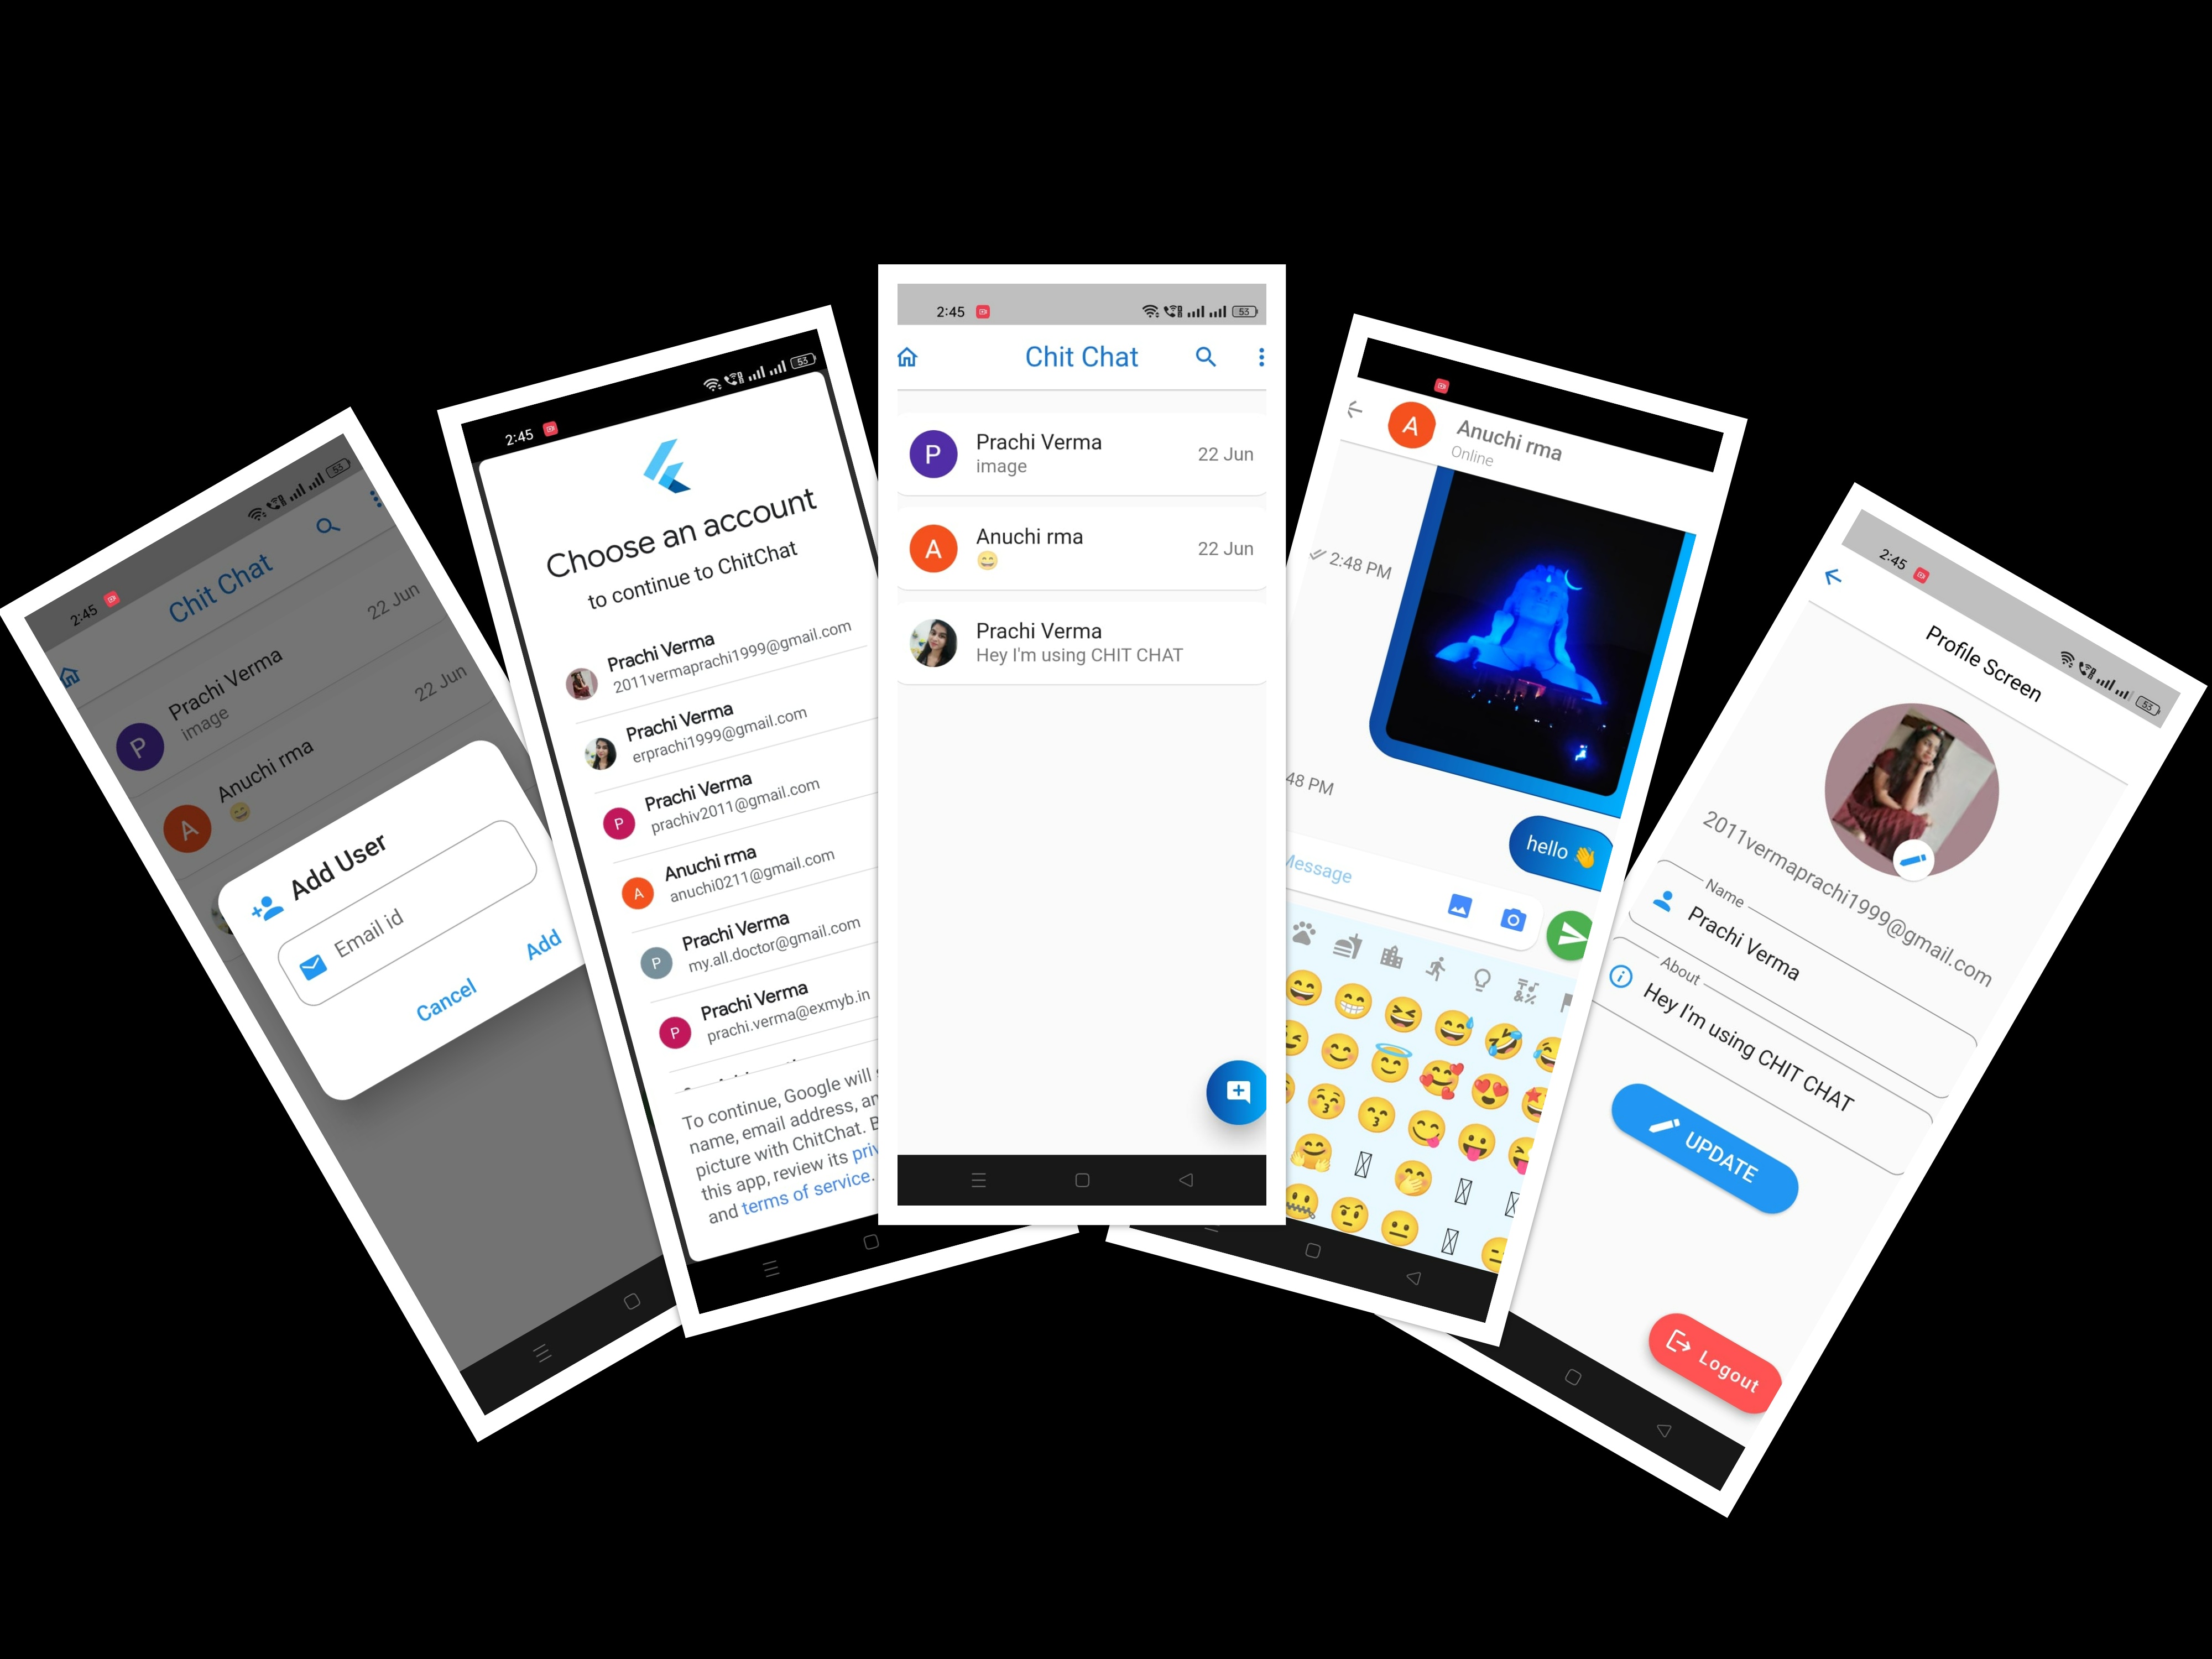 2:45
53
Chit Chat
Prachi Verma
image
22 Jun
Anuchi rma
😄
22 Jun
Add User
Email id
Cancel
Add
2:45
53
Choose an account
to continue to ChitChat
Prachi Verma
2011vermaprachi1999@gmail.com
Prachi Verma
erprachi1999@gmail.com
Prachi Verma
prachiv2011@gmail.com
Anuchi rma
anuchi0211@gmail.com
Prachi Verma
my.all.doctor@gmail.com
Prachi Verma
prachi.verma@exmyb.in
To continue, Google will
name, email address,
picture with ChitChat.
this app, review its
and terms of service.
2:45
53
Chit Chat
P
Prachi Verma
image
22 Jun
A
Anuchi rma
😄
22 Jun
Prachi Verma
Hey I'm using CHIT CHAT
A
Anuchi rma
Online
2:48 PM
48 PM
hello 👋
Message
2:45
53
Profile Screen
2011vermaprachi1999@gmail.com
Name
Prachi Verma
About
Hey I'm using CHIT CHAT
UPDATE
Logout